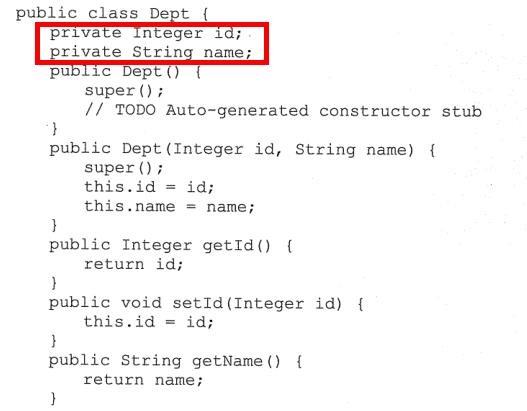 public class Dept {
private Integer id;
private String name;
public Dept() {
super();
// TODO Auto-generated constructor stub
}
public Dept(Integer id, String name) {
super();
this.id = id;
this.name = name;
}
public Integer getId() {
return id;
}
public void setId(Integer id) {
this.id = id;
}
public String getName() {
return name;
}